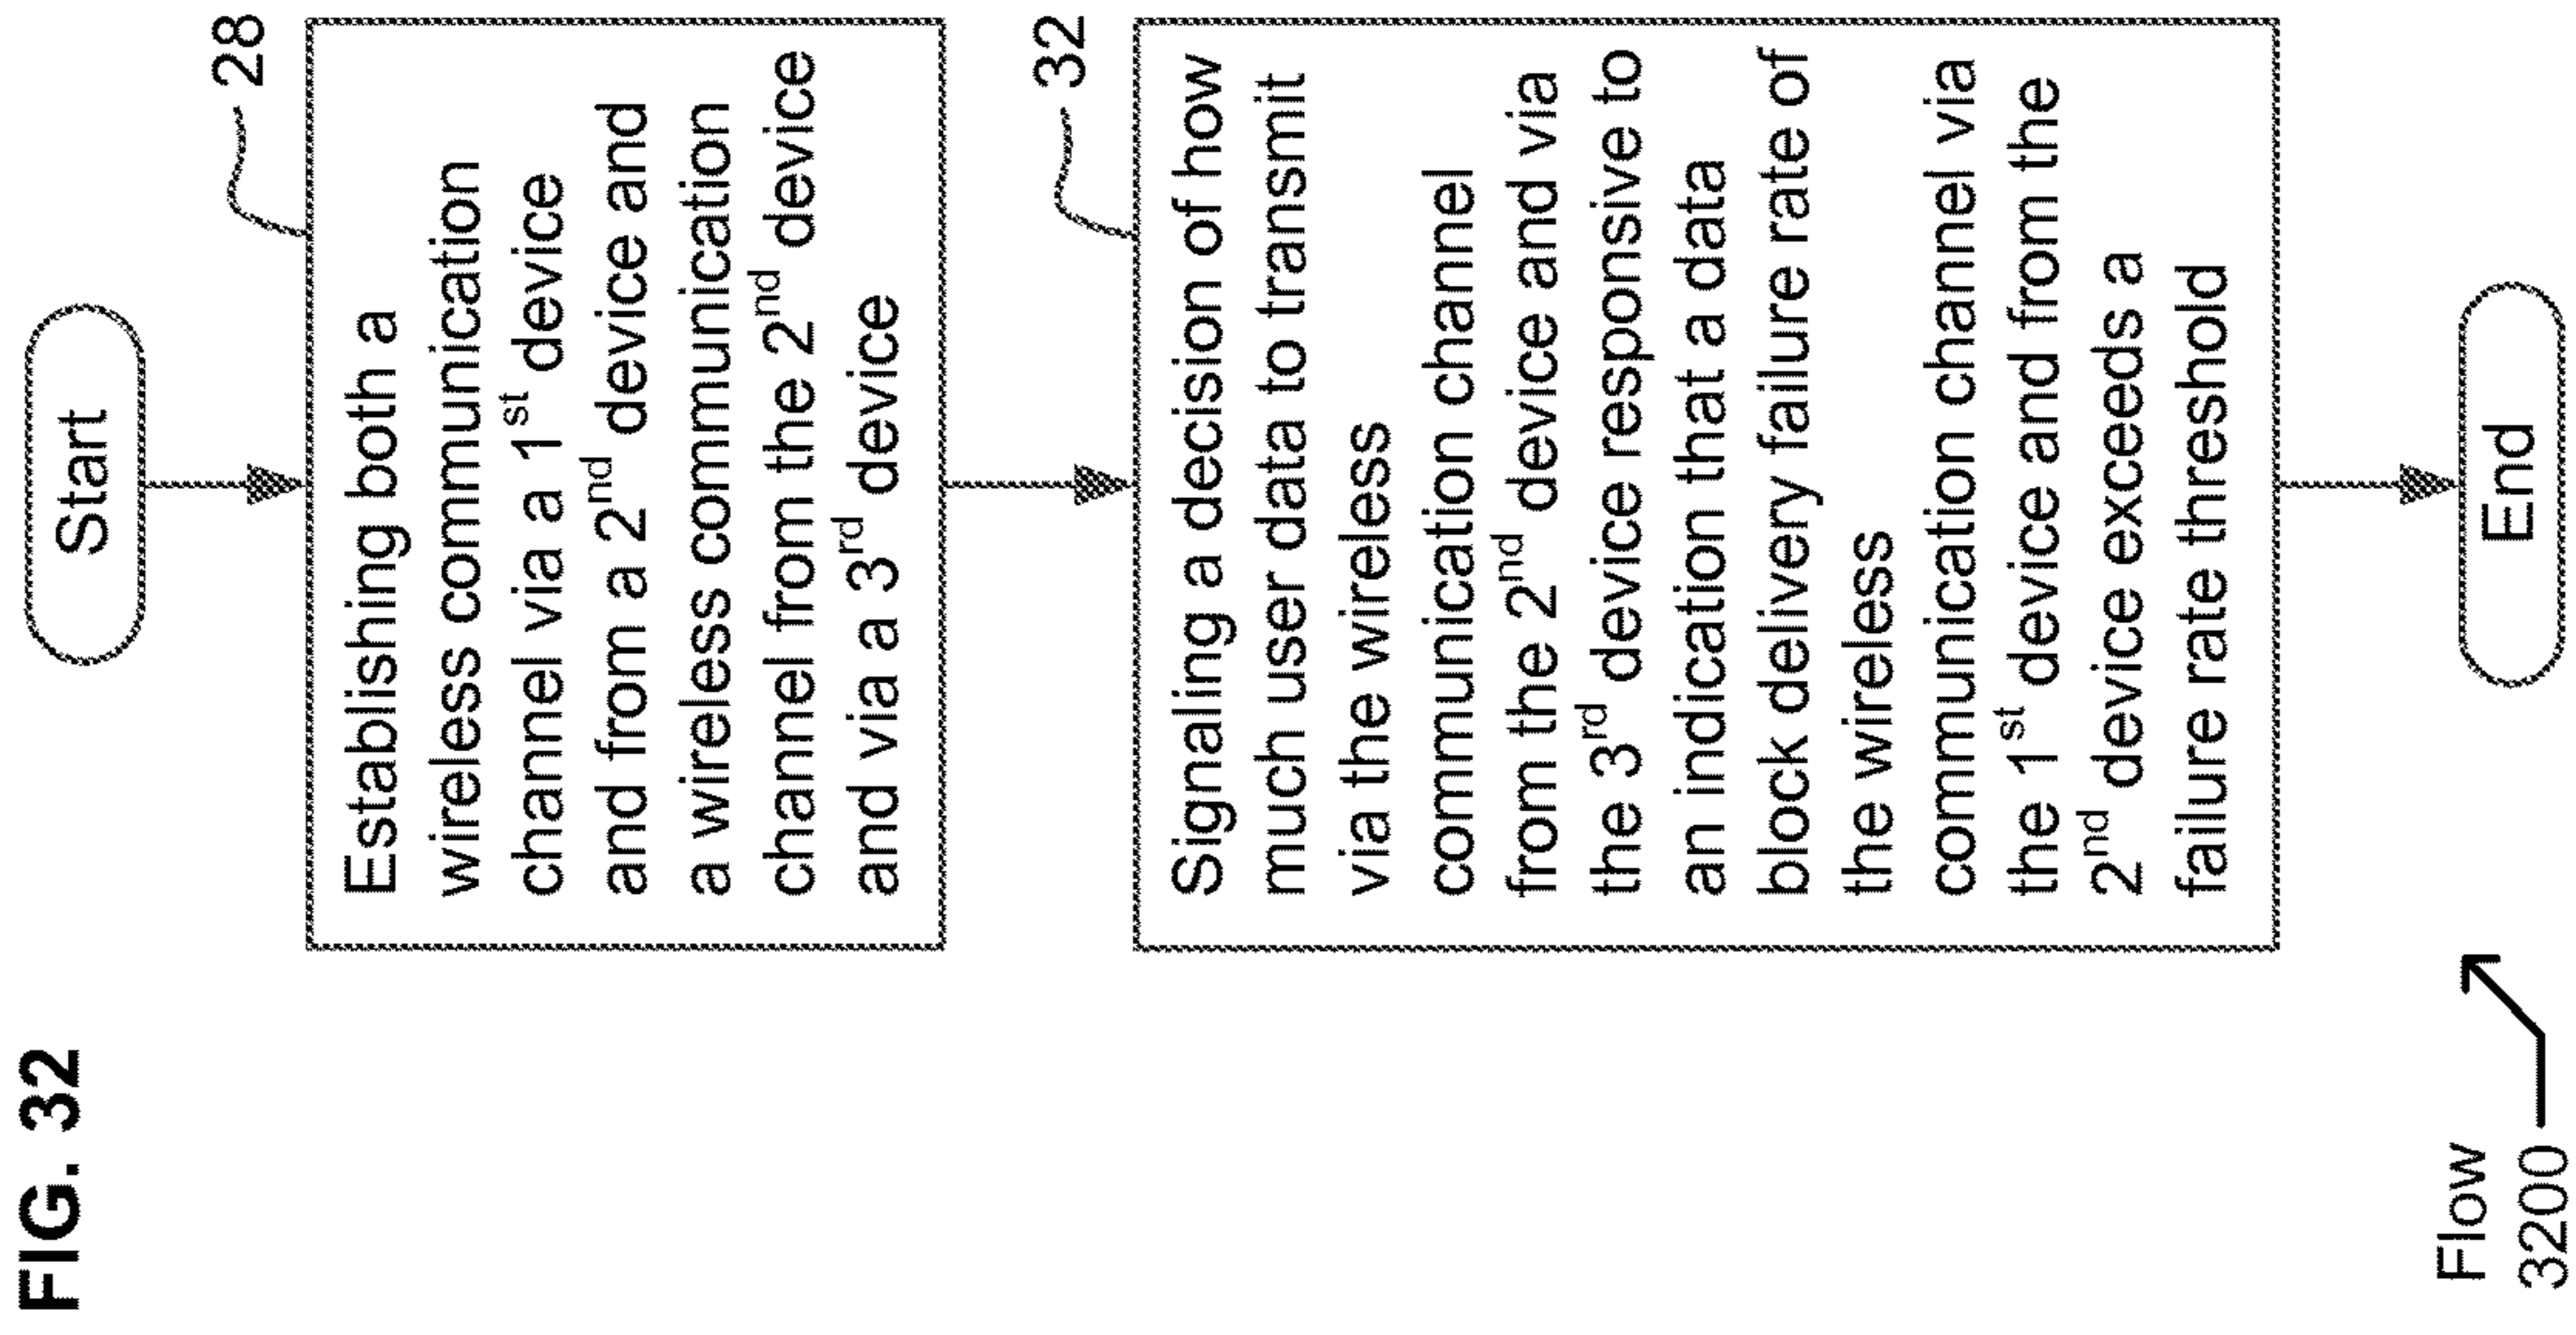 FIG. 32
Start
28
Establishing both a
wireless communication
channel via a 1st device
and from a 2nd device and
a wireless communication
channel from the 2nd device
and via a 3rd device
32
Signaling a decision of how
much user data to transmit
via the wireless
communication channel
from the 2nd device and via
the 3rd device responsive to
an indication that a data
block delivery failure rate of
the wireless
communication channel via
the 1st device and from the
2nd device exceeds a
failure rate threshold
End
Flow
3200